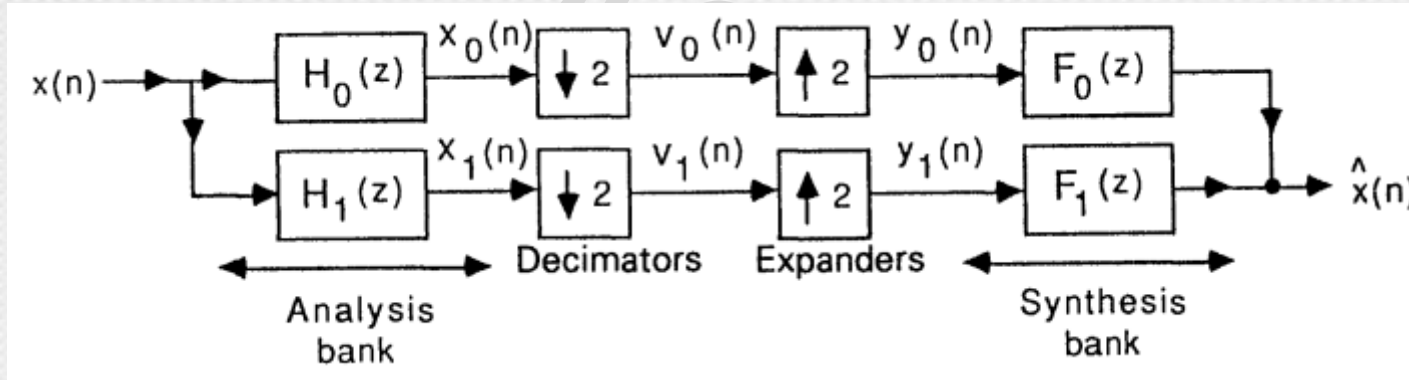 x(n)
H₀(z)
x₀(n)
↓ 2
v₀(n)
↑ 2
y₀(n)
F₀(z)
H₁(z)
x₁(n)
↓ 2
v₁(n)
↑ 2
y₁(n)
F₁(z)
x̂(n)
Decimators
Expanders
Analysis
bank
Synthesis
bank